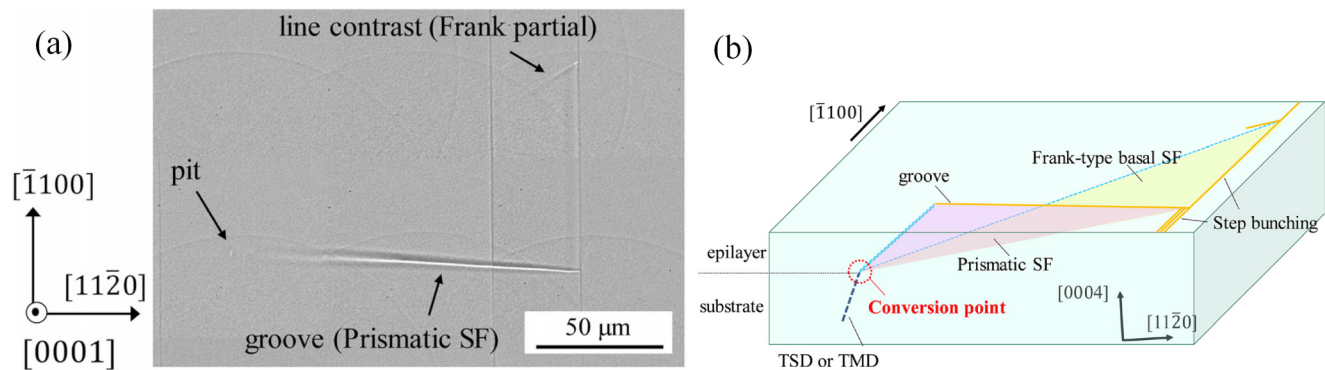 (a)
line contrast (Frank partial)
pit
[1̅100]
[112̅0]
[0001]
groove (Prismatic SF)
50 μm
(b)
[1̅100]
Frank-type basal SF
groove
Step bunching
epilayer
Prismatic SF
substrate
Conversion point
[0004]
[112̅0]
TSD or TMD